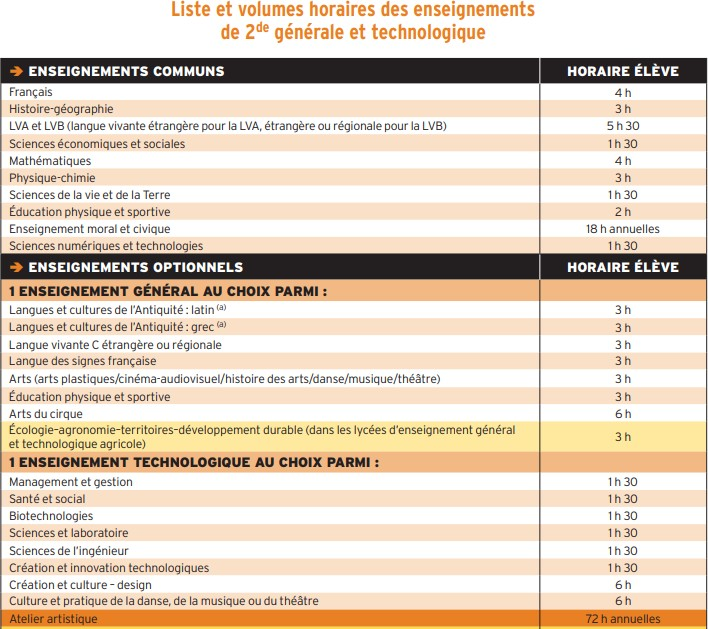 Liste et volumes horaires des enseignements
de 2de générale et technologique
➔ ENSEIGNEMENTS COMMUNS HORAIRE ÉLÈVE
Français 4 h
Histoire-géographie 3 h
LVA et LVB (langue vivante étrangère pour la LVA, étrangère ou régionale pour la LVB) 5 h 30
Sciences économiques et sociales 1 h 30
Mathématiques 4 h
Physique-chimie 3 h
Sciences de la vie et de la Terre 1 h 30
Éducation physique et sportive 2 h
Enseignement moral et civique 18 h annuelles
Sciences numériques et technologies 1 h 30
➔ ENSEIGNEMENTS OPTIONNELS HORAIRE ÉLÈVE
1 ENSEIGNEMENT GÉNÉRAL AU CHOIX PARMI :
Langues et cultures de l'Antiquité : latin (a) 3 h
Langues et cultures de l'Antiquité : grec (a) 3 h
Langue vivante C étrangère ou régionale 3 h
Langue des signes française 3 h
Arts (arts plastiques/cinéma-audiovisuel/histoire des arts/danse/musique/théâtre) 3 h
Éducation physique et sportive 3 h
Arts du cirque 6 h
Écologie–agronomie–territoires–développement durable (dans les lycées d'enseignement général
et technologique agricole) 3 h
1 ENSEIGNEMENT TECHNOLOGIQUE AU CHOIX PARMI :
Management et gestion 1 h 30
Santé et social 1 h 30
Biotechnologies 1 h 30
Sciences et laboratoire 1 h 30
Sciences de l'ingénieur 1 h 30
Création et innovation technologiques 1 h 30
Création et culture – design 6 h
Culture et pratique de la danse, de la musique ou du théâtre 6 h
Atelier artistique 72 h annuelles